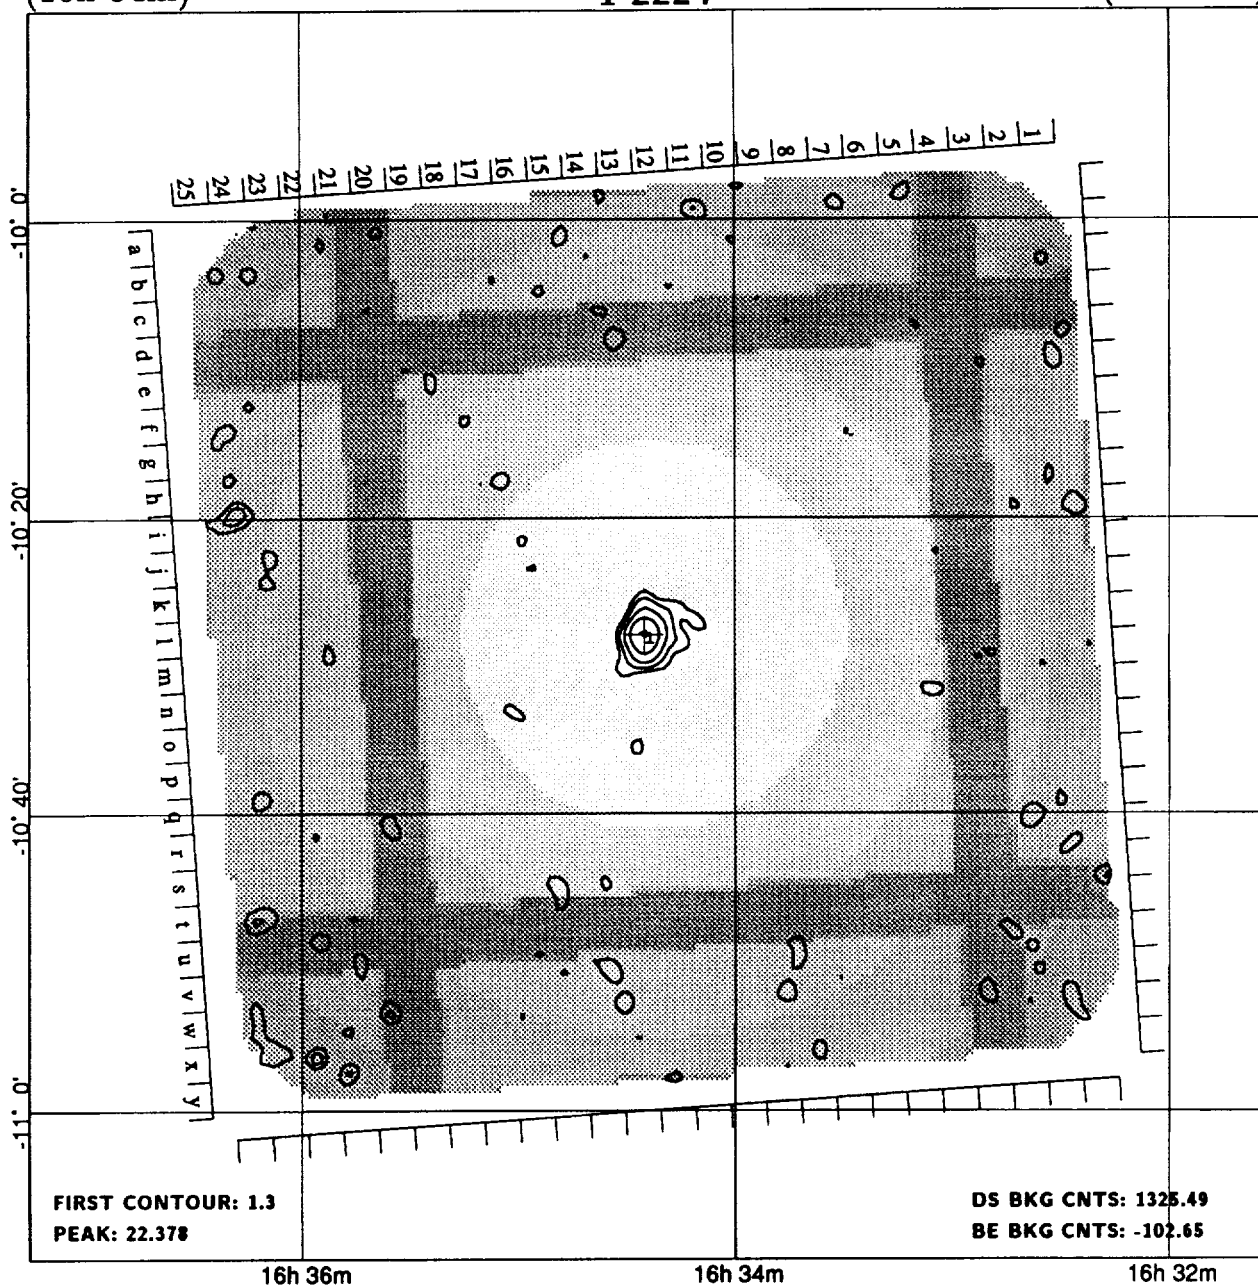 25 24 23 22 21 20 19 18 17 16 15 14 13 12 11 10 9 8 7 6 5 4 3 2 1
-10° 0'
a b c d e f g h i j k l m n o p q r s t u v w x y
-10° 20'
1
-10° 40'
-11° 0'
FIRST CONTOUR: 1.3
DS BKG CNTS: 1325.49
PEAK: 22.378
BE BKG CNTS: -102.65
16h 36m
16h 34m
16h 32m